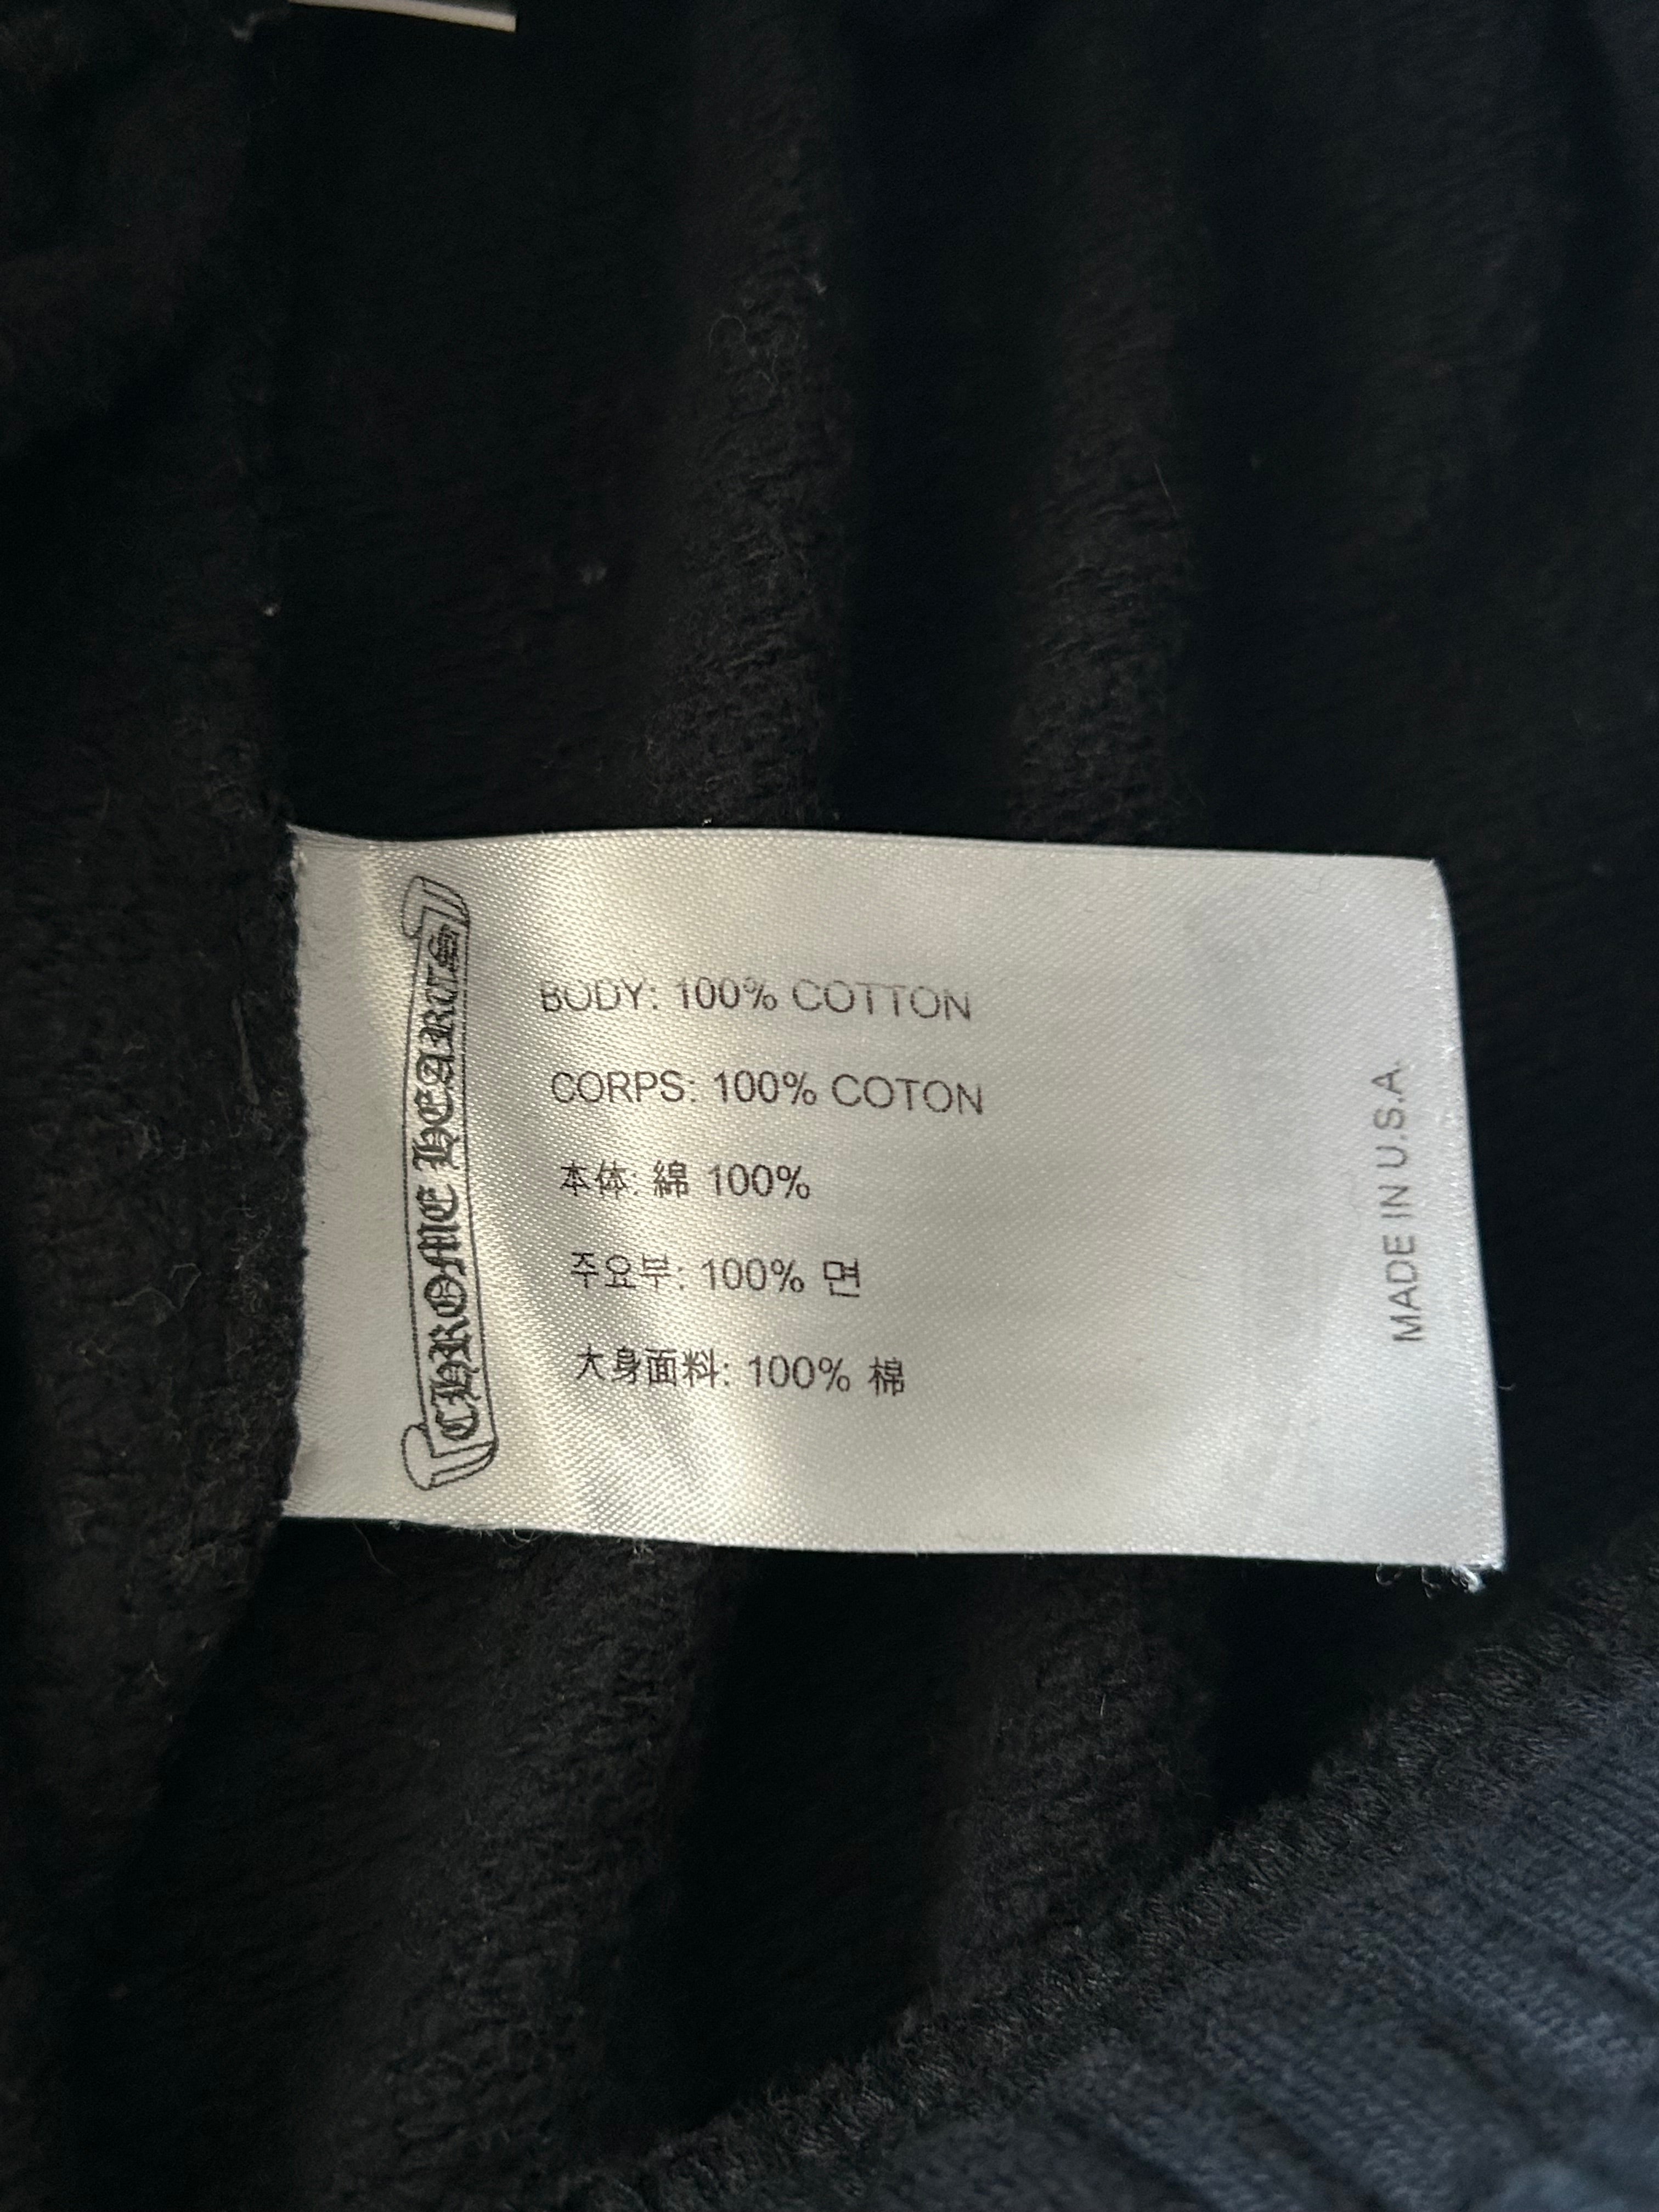 CHROME HEARTS
BODY: 100% COTTON
CORPS: 100% COTON
本体: 綿 100%
주요부: 100% 면
大身面料: 100% 棉
MADE IN U.S.A.